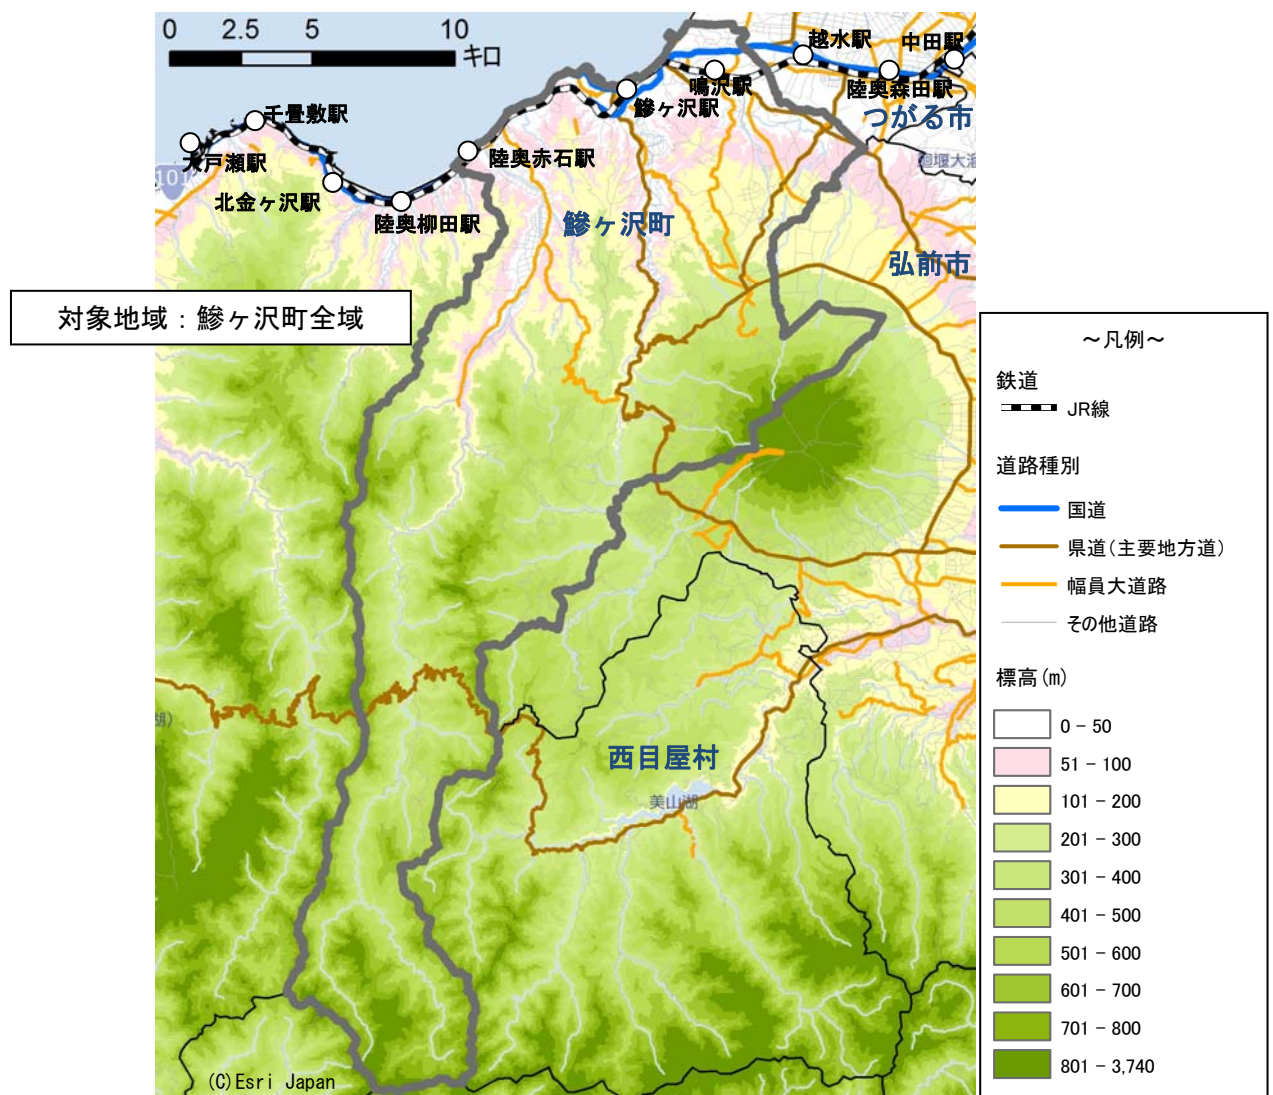 0 2.5 5 10
キロ
越水駅
中田駅
鳴沢駅
陸奥森田駅
鰺ヶ沢駅
つがる市
千畳敷駅
大戸瀬駅
陸奥赤石駅
101
北金ヶ沢駅
陸奥柳田駅
鰺ヶ沢町
弘前市
対象地域：鰺ヶ沢町全域
西目屋村
美山湖
(C)Esri Japan
～凡例～
鉄道
JR線
道路種別
国道
県道(主要地方道)
幅員大道路
その他道路
標高(m)
0 - 50
51 - 100
101 - 200
201 - 300
301 - 400
401 - 500
501 - 600
601 - 700
701 - 800
801 - 3,740